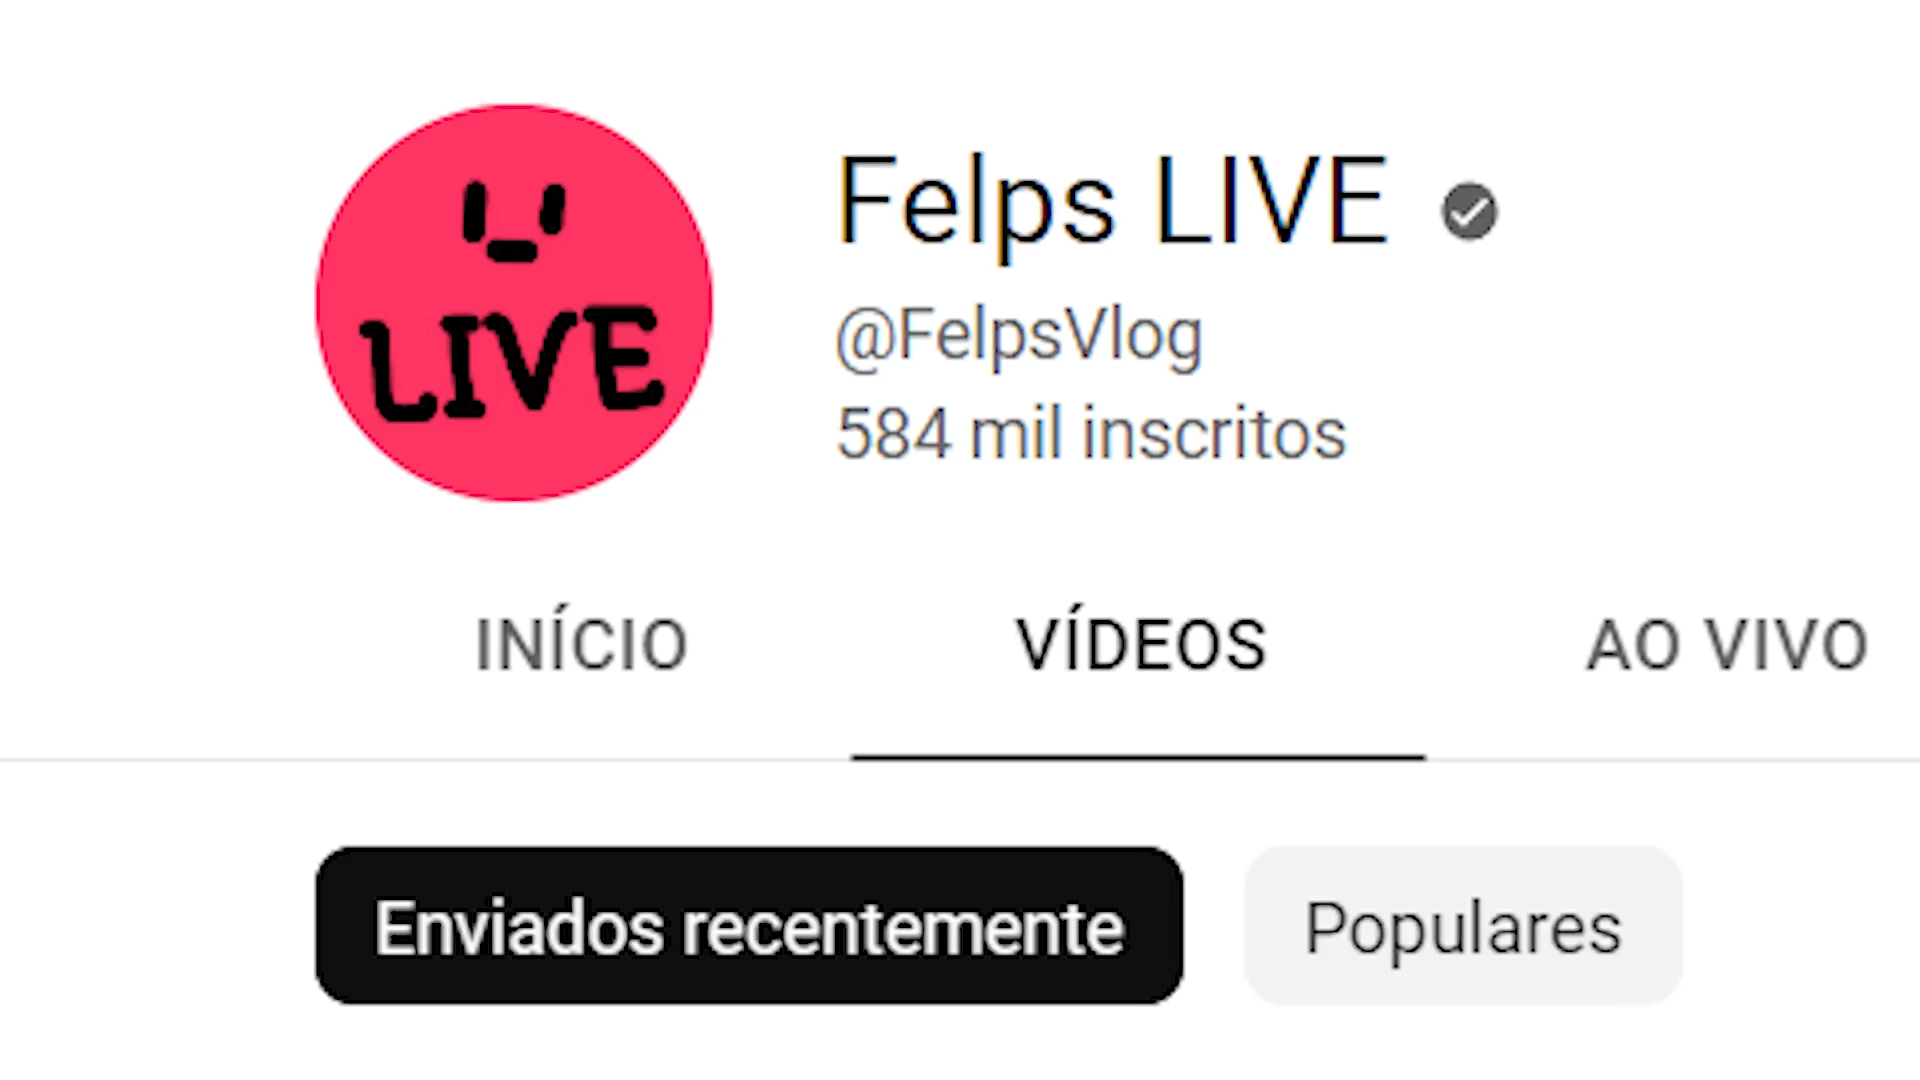 LIVE
Felps LIVE
@FelpsVlog
584 mil inscritos
INÍCIO VÍDEOS AO VIVO
Enviados recentemente Populares